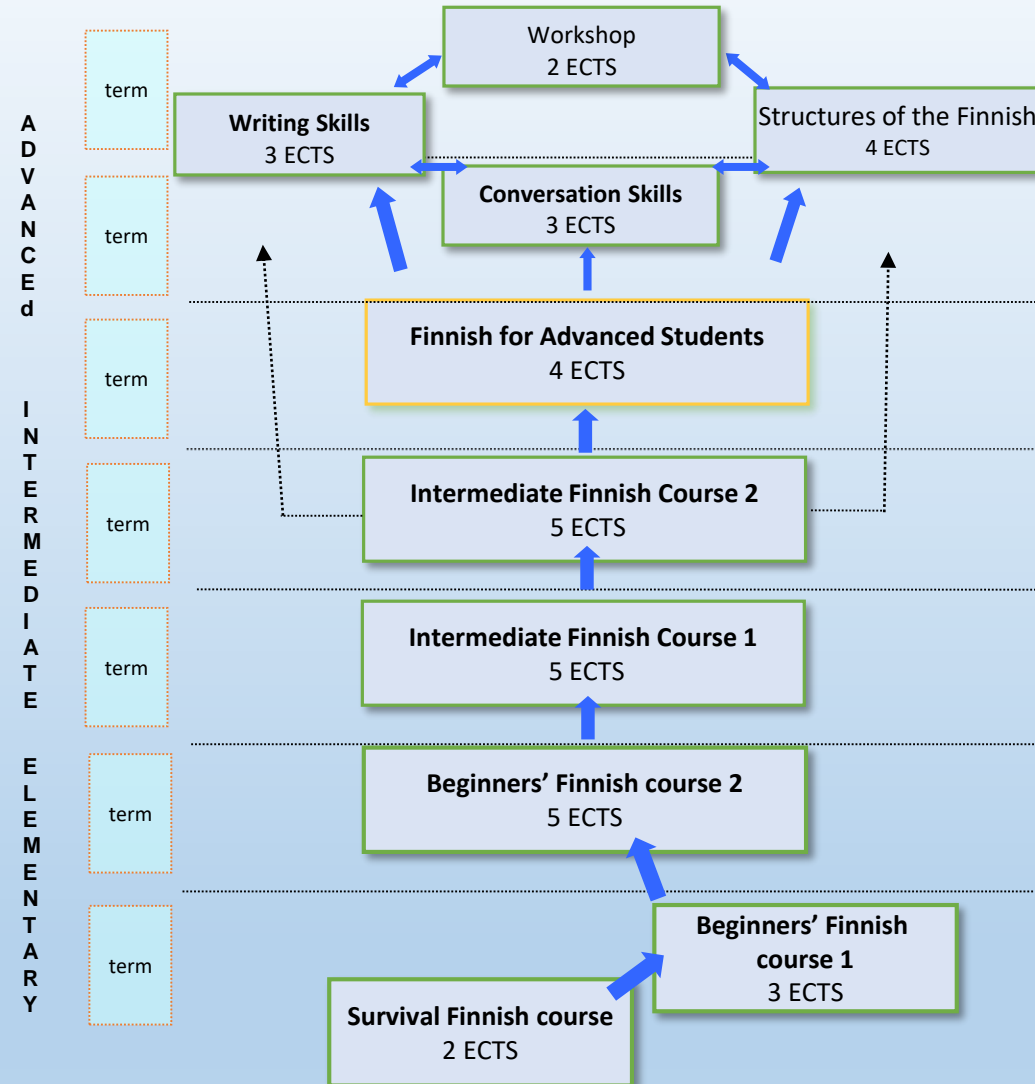 Workshop
2 ECTS
term
Writing Skills
3 ECTS
Structures of the Finnish
4 ECTS
ADVANCEd
Conversation Skills
3 ECTS
term
Finnish for Advanced Students
4 ECTS
term
INTERMEDIATE
Intermediate Finnish Course 2
5 ECTS
term
Intermediate Finnish Course 1
5 ECTS
term
ELEMENTARY
Beginners’ Finnish course 2
5 ECTS
term
Beginners’ Finnish
course 1
3 ECTS
term
Survival Finnish course
2 ECTS